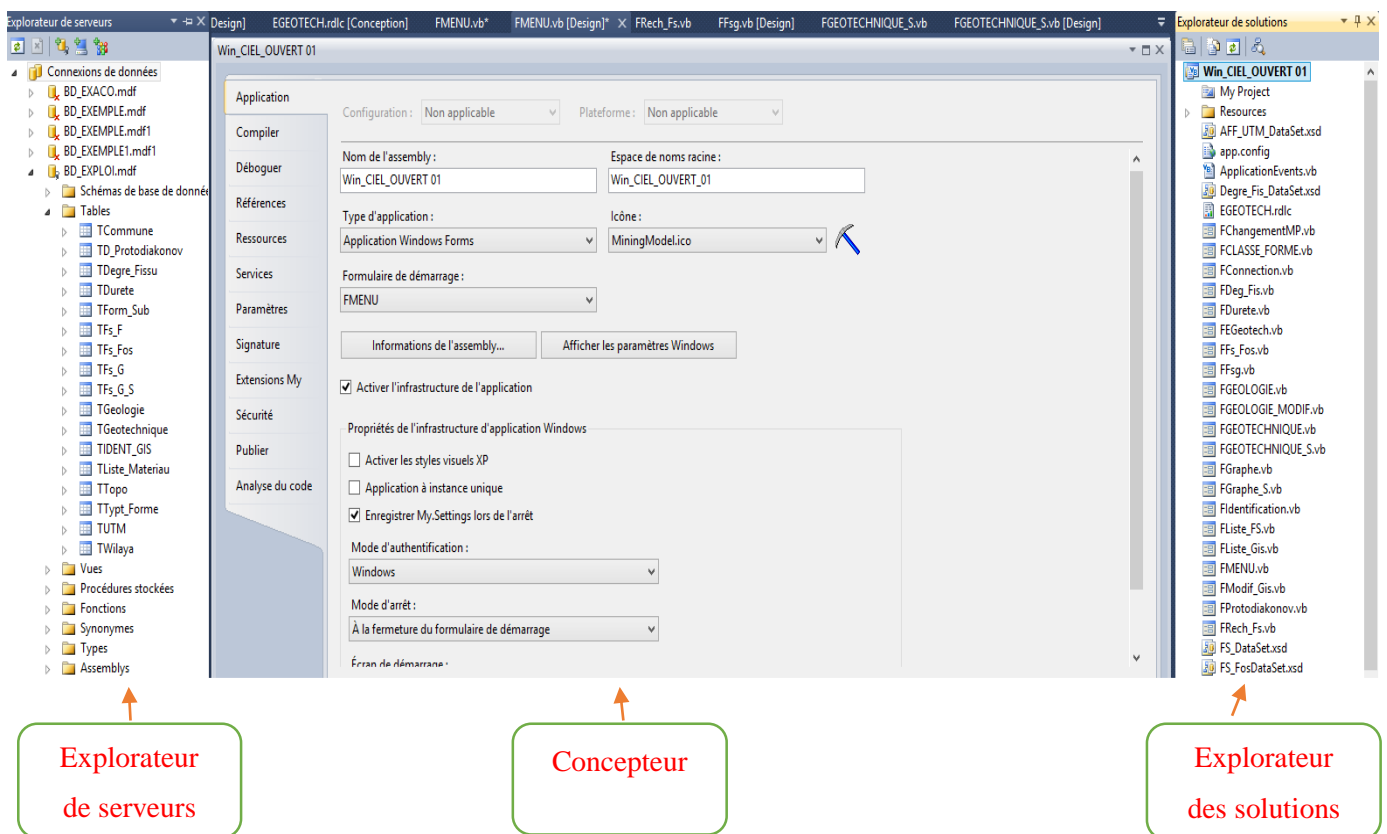 Explorateur de serveurs
Connexions de données
BD_EXACO.mdf
BD_EXEMPLE.mdf
BD_EXEMPLE.mdf1
BD_EXEMPLE1.mdf1
BD_EXPLOI.mdf
Schémas de base de donnée
Tables
TCommune
TD_Protodiakonov
TDegre_Fissu
TDurete
TForm_Sub
TFs_F
TFs_Fos
TFs_G
TFs_G_S
TGeologie
TGeotechnique
TIDENT_GIS
TListe_Materiau
TTopo
TTypt_Forme
TUTM
TWilaya
Vues
Procédures stockées
Fonctions
Synonymes
Types
Assemblys
Design] EGEOTECH.rdlc [Conception] FMENU.vb* FMENU.vb [Design]* FRech_Fs.vb FFsg.vb [Design] FGEOTECHNIQUE_S.vb FGEOTECHNIQUE_S.vb [Design]
Win_CIEL_OUVERT 01
Application
Compiler
Déboguer
Références
Ressources
Services
Paramètres
Signature
Extensions My
Sécurité
Publier
Analyse du code
Configuration : Non applicable Plateforme : Non applicable
Nom de l'assembly : Espace de noms racine :
Win_CIEL_OUVERT 01 Win_CIEL_OUVERT_01
Type d'application : Icône :
Application Windows Forms MiningModel.ico
Formulaire de démarrage :
FMENU
Informations de l'assembly... Afficher les paramètres Windows
Activer l'infrastructure de l'application
Propriétés de l'infrastructure d'application Windows
Activer les styles visuels XP
Application à instance unique
Enregistrer My.Settings lors de l'arrêt
Mode d'authentification :
Windows
Mode d'arrêt :
À la fermeture du formulaire de démarrage
Écran de démarrage :
Explorateur de solutions
Win_CIEL_OUVERT 01
My Project
Resources
AFF_UTM_DataSet.xsd
app.config
ApplicationEvents.vb
Degre_Fis_DataSet.xsd
EGEOTECH.rdlc
FChangementMP.vb
FCLASSE_FORME.vb
FConnection.vb
FDeg_Fis.vb
FDurete.vb
FEGeotech.vb
FFs_Fos.vb
FFsg.vb
FGEOLOGIE.vb
FGEOLOGIE_MODIF.vb
FGEOTECHNIQUE.vb
FGEOTECHNIQUE_S.vb
FGraphe.vb
FGraphe_S.vb
FIdentification.vb
FListe_FS.vb
FListe_Gis.vb
FMENU.vb
FModif_Gis.vb
FProtodiakonov.vb
FRech_Fs.vb
FS_DataSet.xsd
FS_FosDataSet.xsd
Explorateur
de serveurs
Concepteur
Explorateur
des solutions